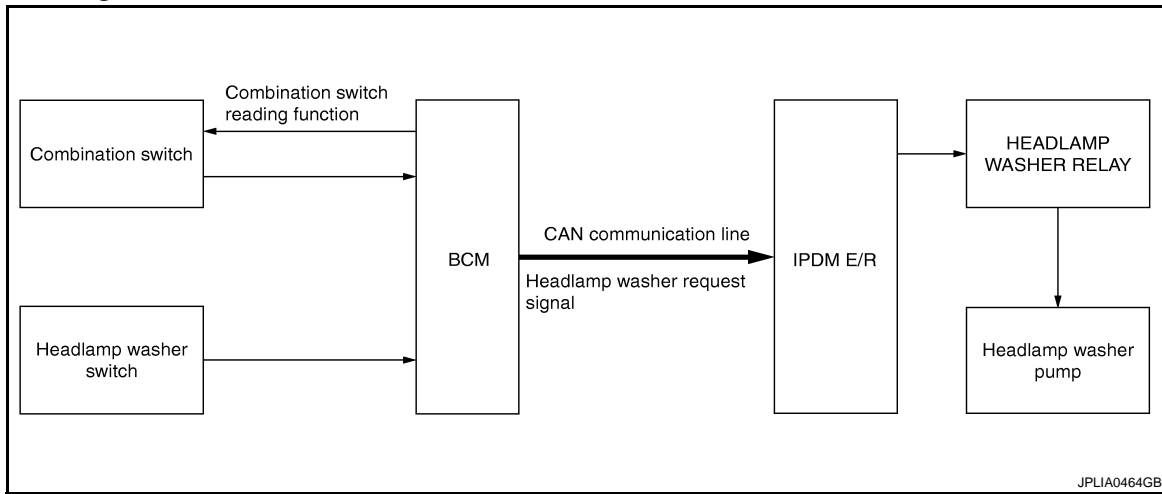 Combination switch
reading function
Combination switch
BCM
Headlamp washer
switch
CAN communication line
Headlamp washer request
signal
IPDM E/R
HEADLAMP
WASHER RELAY
Headlamp washer
pump
JPLIA0464GB